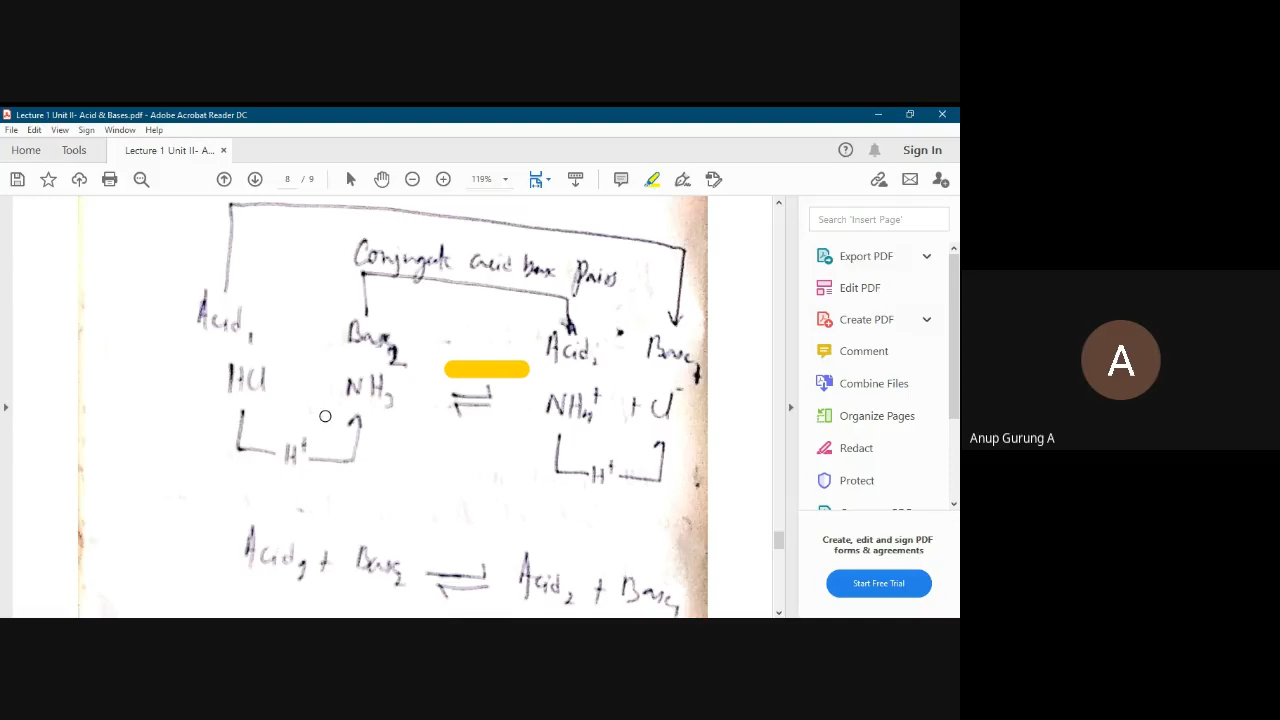 Lecture 1 Unit II- Acid & Bases.pdf - Adobe Acrobat Reader DC
File Edit View Sign Window Help
Home Tools Lecture 1 Unit II- A... × Sign In
8 / 9 119%
Conjugate acid base Pairs
Acid₁ Base₂ Acid₂ Base₁
HCl NH₃ ⇌ NH₄⁺ + Cl⁻
H⁺ H⁺
Acid₁ + Base₂ ⇌ Acid₂ + Base₁
Search 'Insert Page'
Export PDF
Edit PDF
Create PDF
Comment
Combine Files
Organize Pages
Redact
Protect
Create, edit and sign PDF
forms & agreements
Start Free Trial
A
Anup Gurung A